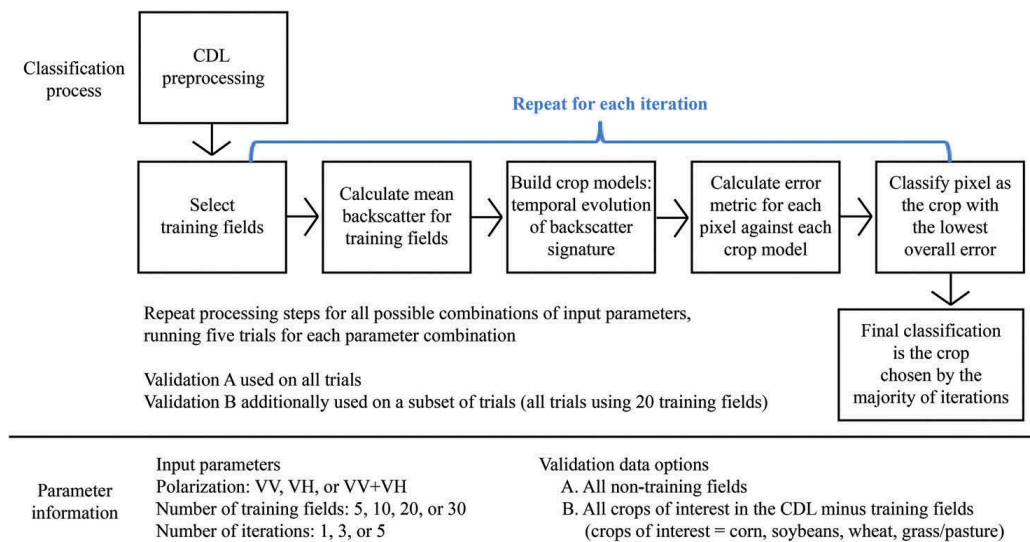 Classification
process
CDL
preprocessing
Repeat for each iteration
Select
training fields
Calculate mean
backscatter for
training fields
Build crop models:
temporal evolution
of backscatter
signature
Calculate error
metric for each
pixel against each
crop model
Classify pixel as
the crop with
the lowest
overall error
Repeat processing steps for all possible combinations of input parameters,
running five trials for each parameter combination
Validation A used on all trials
Validation B additionally used on a subset of trials (all trials using 20 training fields)
Final classification
is the crop
chosen by the
majority of iterations
Parameter
information
Input parameters
Polarization: VV, VH, or VV+VH
Number of training fields: 5, 10, 20, or 30
Number of iterations: 1, 3, or 5
Validation data options
A. All non-training fields
B. All crops of interest in the CDL minus training fields
(crops of interest = corn, soybeans, wheat, grass/pasture)